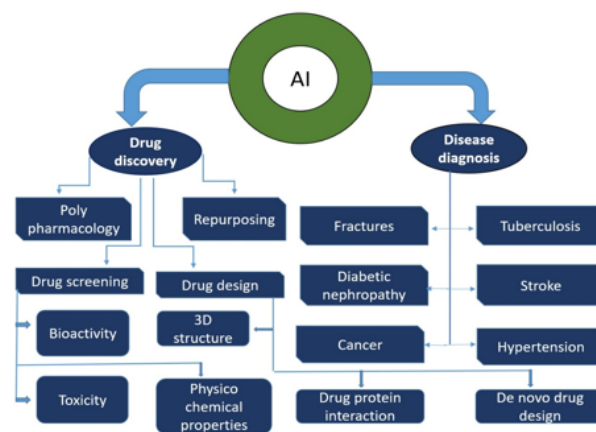 AI
Drug
discovery
Disease
diagnosis
Poly
pharmacology
Repurposing
Fractures
Tuberculosis
Drug screening
Drug design
Diabetic
nephropathy
Stroke
Bioactivity
3D
structure
Cancer
Hypertension
Toxicity
Physico
chemical
properties
Drug protein
interaction
De novo drug
design